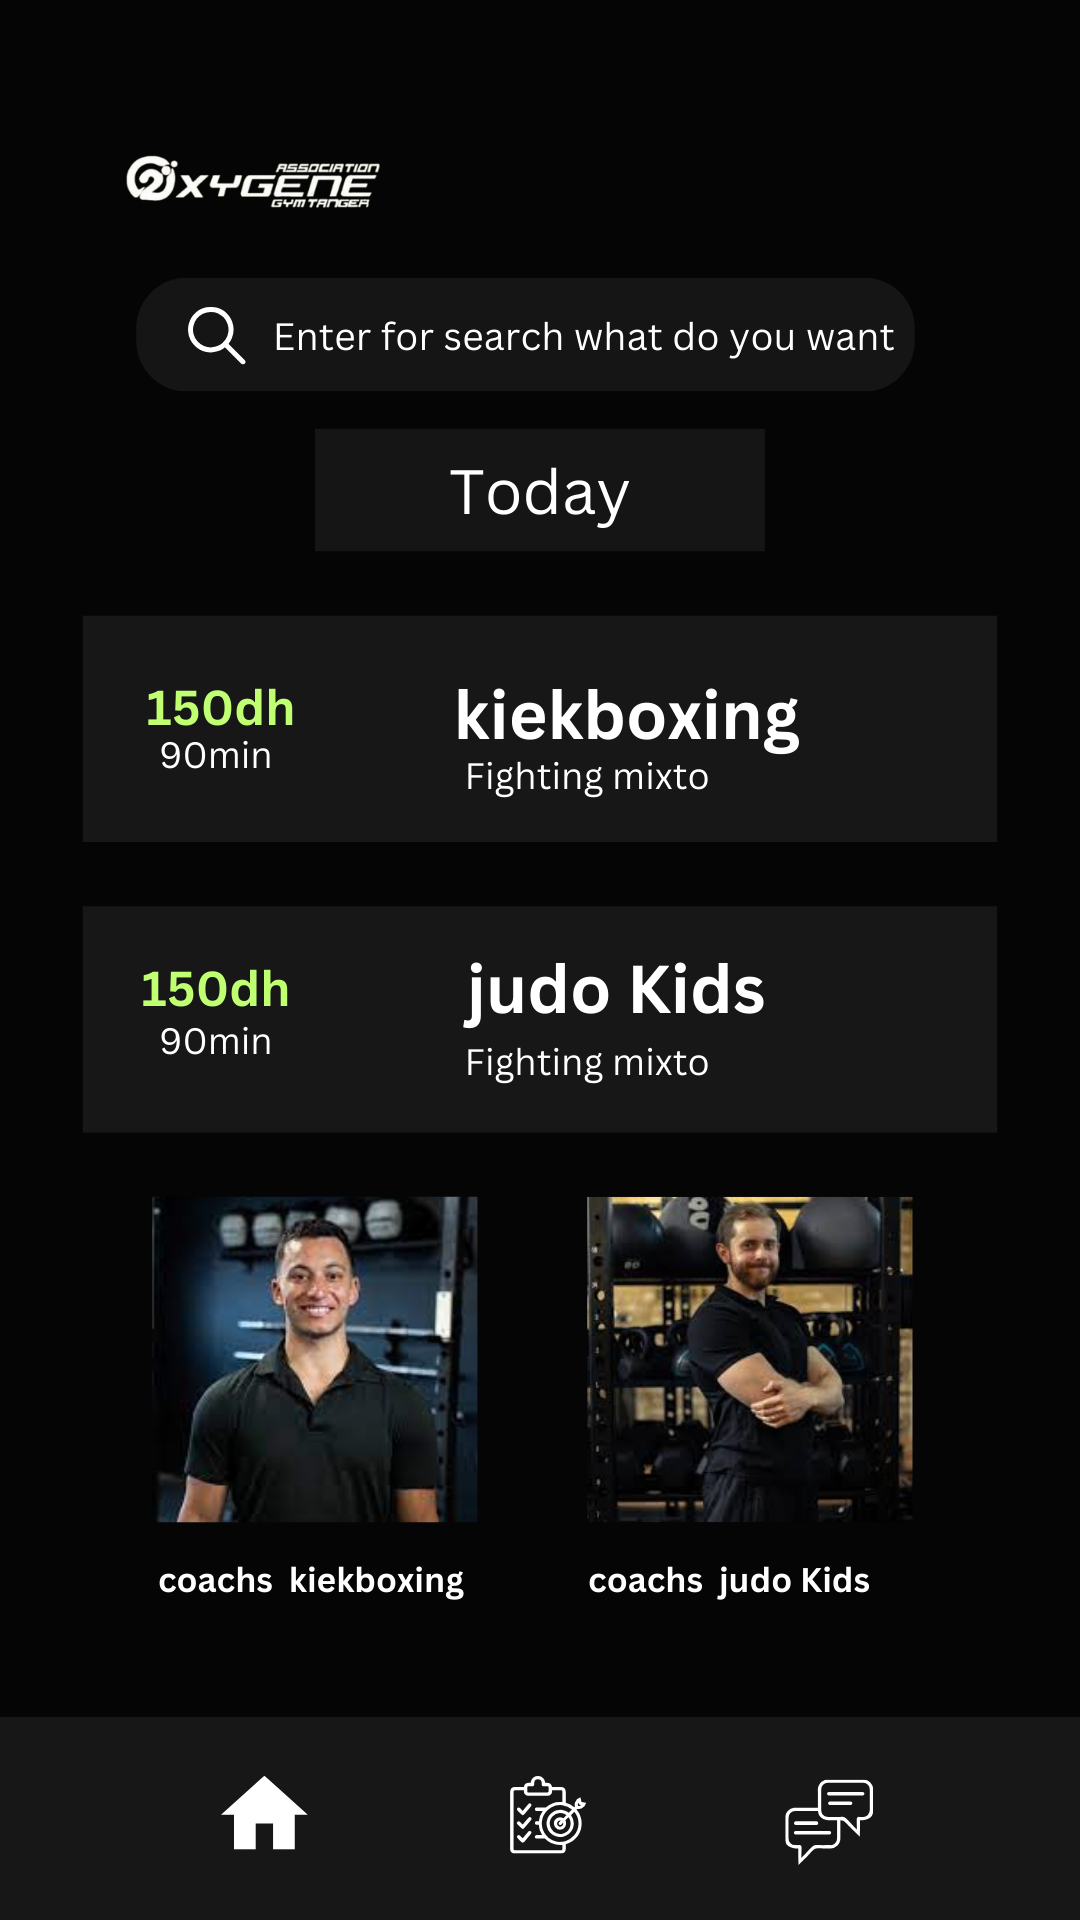 ASSOCIATION
OXYGENE
GYM TANGER
Enter for search what do you want
Today
150dh
90min
kiekboxing
Fighting mixto
150dh
90min
judo Kids
Fighting mixto
coachs kiekboxing
coachs judo Kids